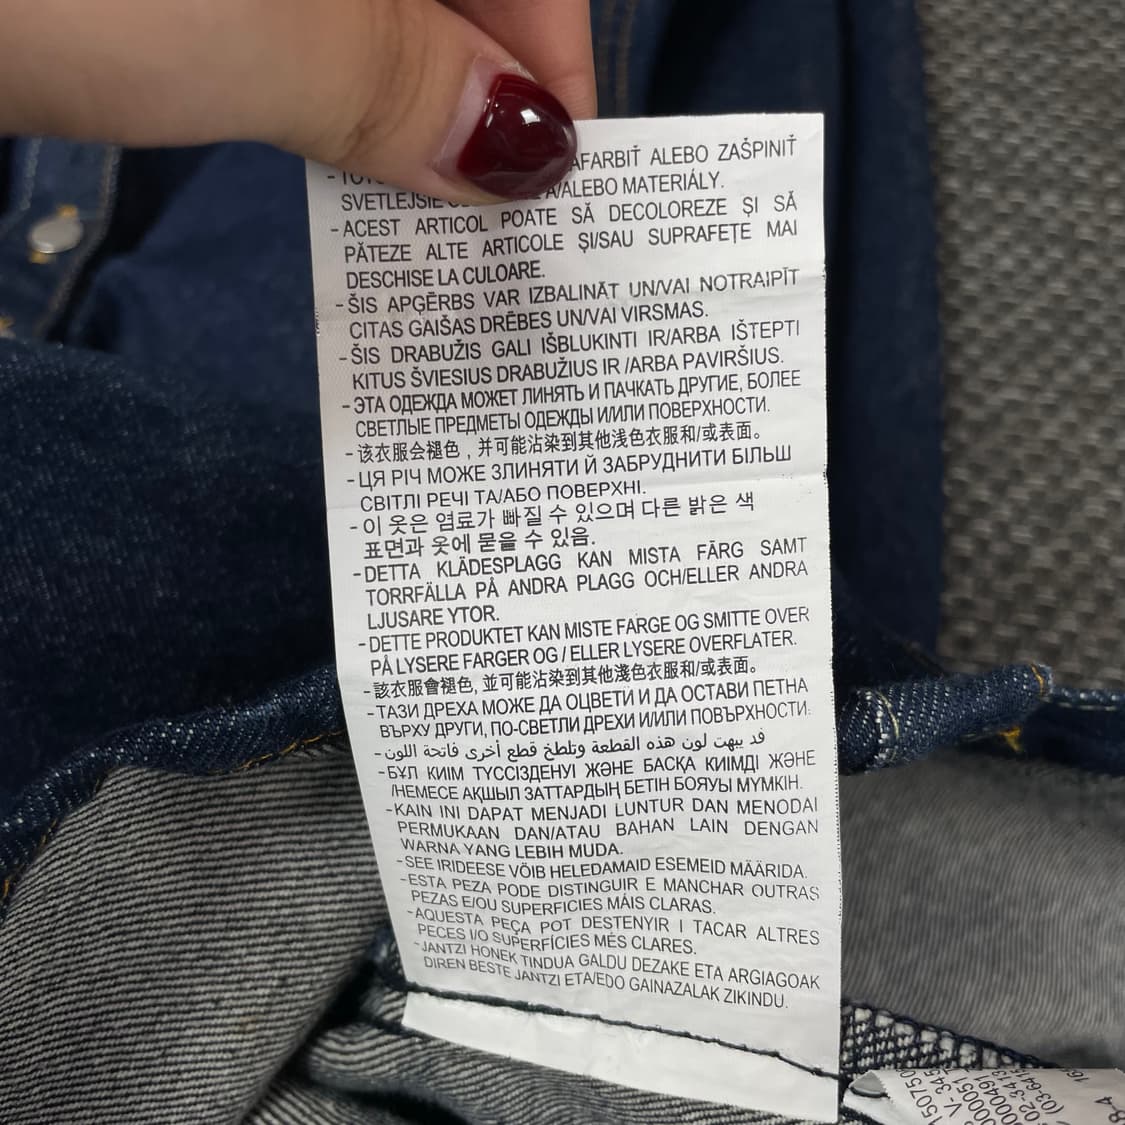 AFARBIŤ ALEBO ZAŠPINIŤ
SVETLEJŠIE A/ALEBO MATERIÁLY.
-ACEST ARTICOL POATE SĂ DECOLOREZE ȘI SĂ
PĂTEZE ALTE ARTICOLE ȘI/SAU SUPRAFEȚE MAI
DESCHISE LA CULOARE.
-ŠIS APĢĒRBS VAR IZBALINĀT UN/VAI NOTRAIPĪT
CITAS GAIŠAS DRĒBES UN/VAI VIRSMAS.
-ŠIS DRABUŽIS GALI IŠBLUKINTI IR/ARBA IŠTEPTI
KITUS ŠVIESIUS DRABUŽIUS IR /ARBA PAVIRŠIUS.
-ЭТА ОДЕЖДА МОЖЕТ ЛИНЯТЬ И ПАЧКАТЬ ДРУГИЕ, БОЛЕЕ
СВЕТЛЫЕ ПРЕДМЕТЫ ОДЕЖДЫ И/ИЛИ ПОВЕРХНОСТИ.
-该衣服会褪色，并可能沾染到其他浅色衣服和/或表面。
-ЦЯ РІЧ МОЖЕ ЗЛИНЯТИ Й ЗАБРУДНИТИ БІЛЬШ
СВІТЛІ РЕЧІ ТА/АБО ПОВЕРХНІ.
-이 옷은 염료가 빠질 수 있으며 다른 밝은 색
표면과 옷에 묻을 수 있음.
-DETTA KLÄDESPLAGG KAN MISTA FÄRG SAMT
TORRFÄLLA PÅ ANDRA PLAGG OCH/ELLER ANDRA
LJUSARE YTOR.
-DETTE PRODUKTET KAN MISTE FARGE OG SMITTE OVER
PÅ LYSERE FARGER OG / ELLER LYSERE OVERFLATER.
-該衣服會褪色, 並可能沾染到其他淺色衣服和/或表面。
-ТАЗИ ДРЕХА МОЖЕ ДА ОЦВЕТИ И ДА ОСТАВИ ПЕТНА
ВЪРХУ ДРУГИ, ПО-СВЕТЛИ ДРЕХИ И/ИЛИ ПОВЪРХНОСТИ.
-قد يبهت لون هذه القطعة وتلطخ قطع أخرى فاتحة اللون
-БҰЛ КИІМ ТҮССІЗДЕНУІ ЖӘНЕ БАСҚА КИІМДІ ЖӘНЕ
/НЕМЕСЕ АҚШЫЛ ЗАТТАРДЫҢ БЕТІН БОЯУЫ МҮМКІН.
-KAIN INI DAPAT MENJADI LUNTUR DAN MENODAI
PERMUKAAN DAN/ATAU BAHAN LAIN DENGAN
WARNA YANG LEBIH MUDA.
-SEE IRIDEESE VÕIB HELEDAMAID ESEMEID MÄÄRIDA.
-ESTA PEZA PODE DISTINGUIR E MANCHAR OUTRAS
PEZAS E/OU SUPERFICIES MÁIS CLARAS.
-AQUESTA PEÇA POT DESTENYIR I TACAR ALTRES
PECES I/O SUPERFÍCIES MÉS CLARES.
-JANTZI HONEK TINDUA GALDU DEZAKE ETA ARGIAGOAK
DIREN BESTE JANTZI ETA/EDO GAINAZALAK ZIKINDU.